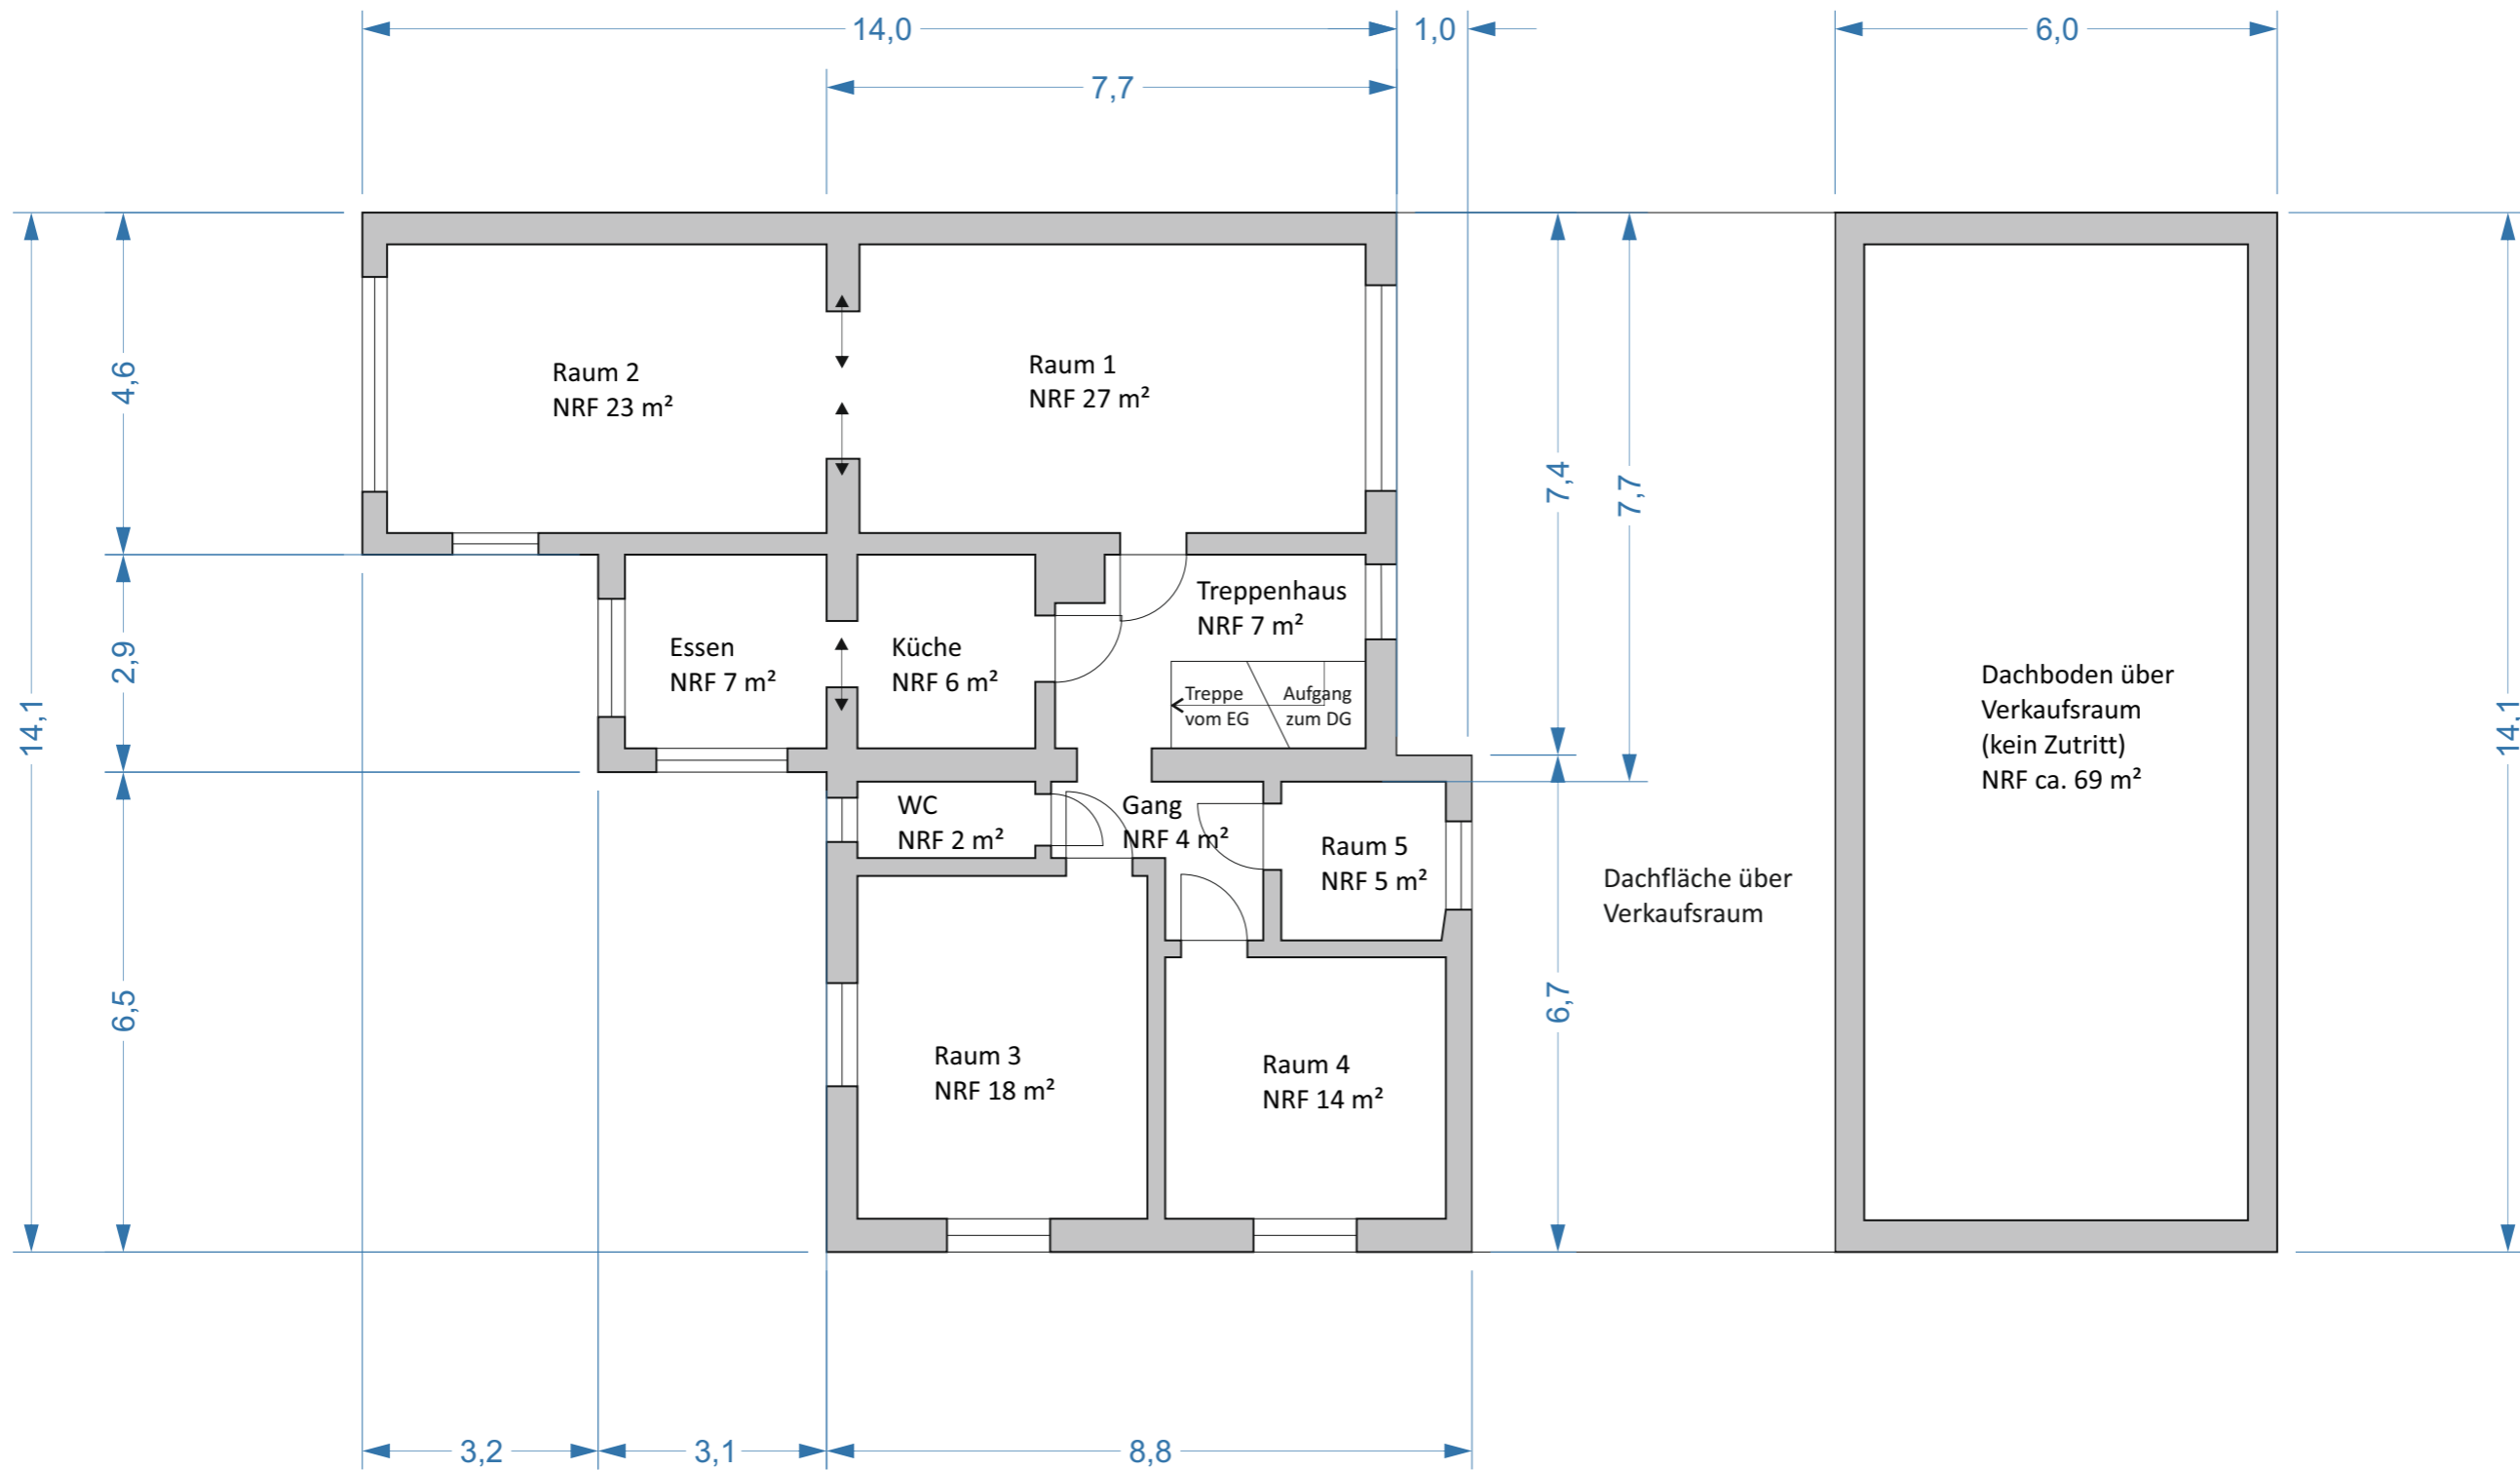 14,0
1,0
6,0
7,7
Raum 2
NRF 23 m²
Raum 1
NRF 27 m²
4,6
7,4
7,7
Treppenhaus
NRF 7 m²
Essen
NRF 7 m²
Küche
NRF 6 m²
2,9
14,1
Treppe
vom EG
Aufgang
zum DG
Dachboden über
Verkaufsraum
(kein Zutritt)
NRF ca. 69 m²
14,1
WC
NRF 2 m²
Gang
NRF 4 m²
Raum 5
NRF 5 m²
Dachfläche über
Verkaufsraum
6,5
6,7
Raum 3
NRF 18 m²
Raum 4
NRF 14 m²
3,2
3,1
8,8